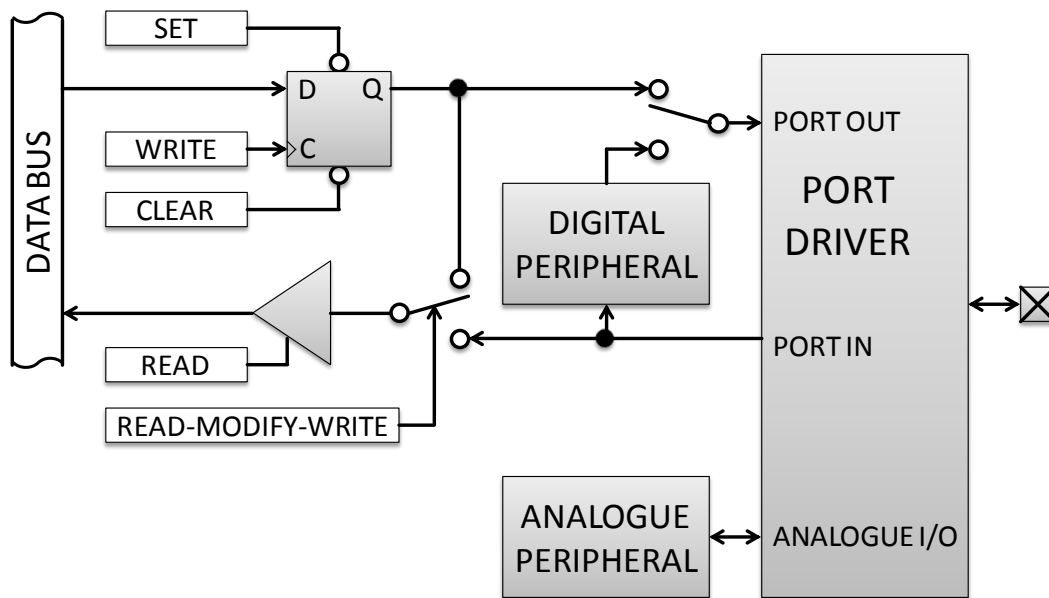 SET
D Q
WRITE
C
CLEAR
DATA BUS
READ
READ-MODIFY-WRITE
DIGITAL
PERIPHERAL
ANALOGUE
PERIPHERAL
PORT OUT
PORT
DRIVER
PORT IN
ANALOGUE I/O